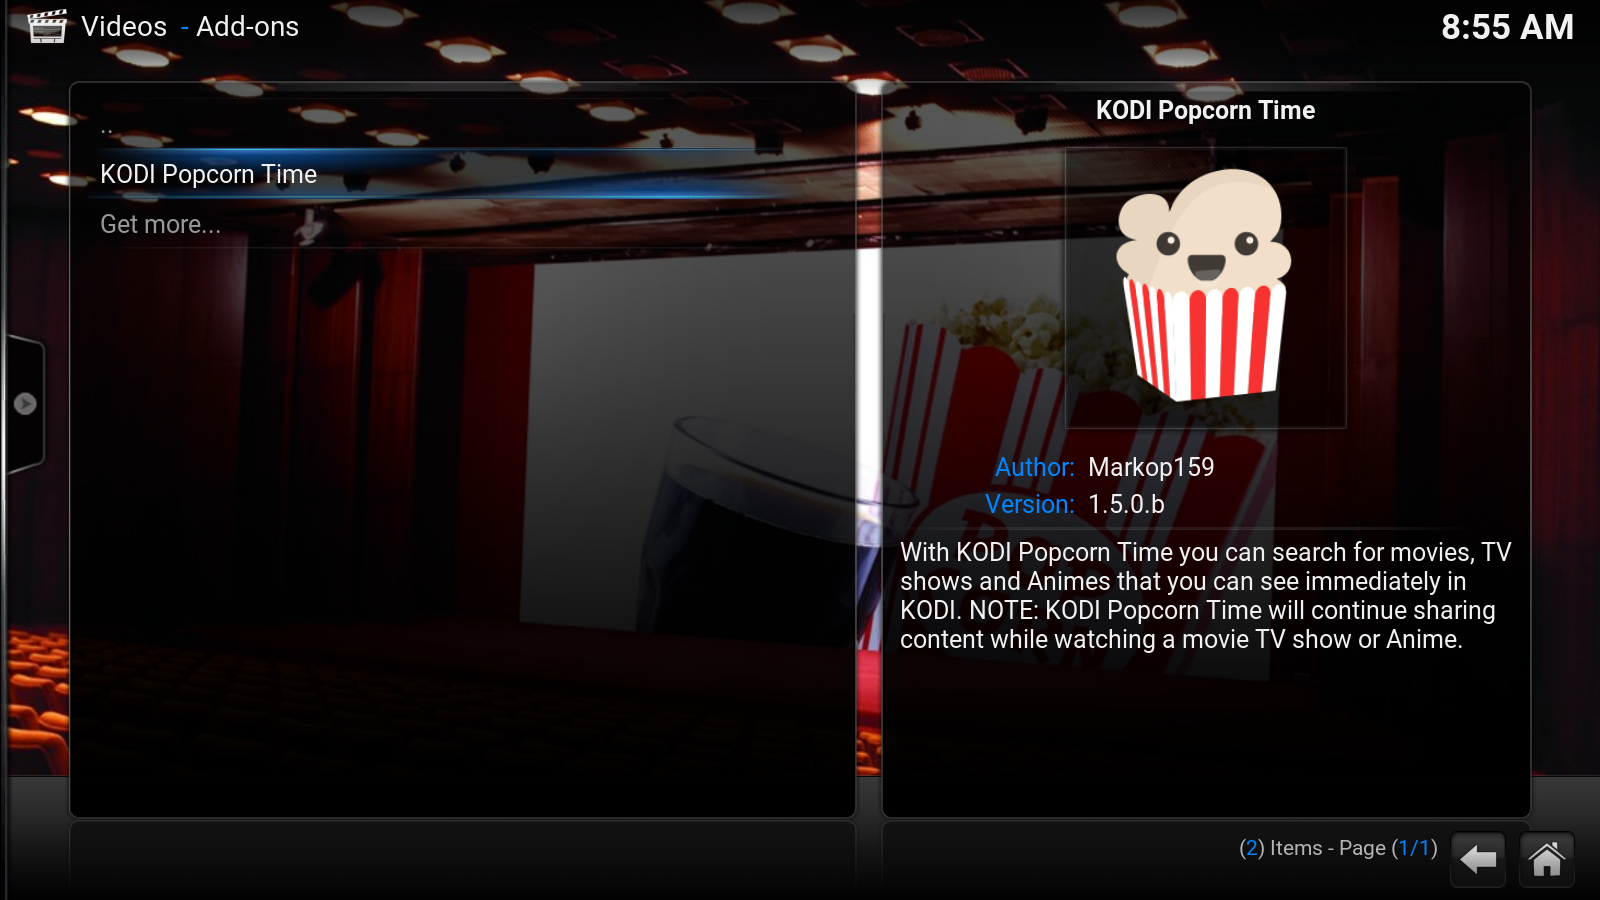 Videos - Add-ons
8:55 AM
..
KODI Popcorn Time
Get more...
KODI Popcorn Time
Author: Markop159
Version: 1.5.0.b
With KODI Popcorn Time you can search for movies, TV
shows and Animes that you can see immediately in
KODI. NOTE: KODI Popcorn Time will continue sharing
content while watching a movie TV show or Anime.
(2) Items - Page (1/1)